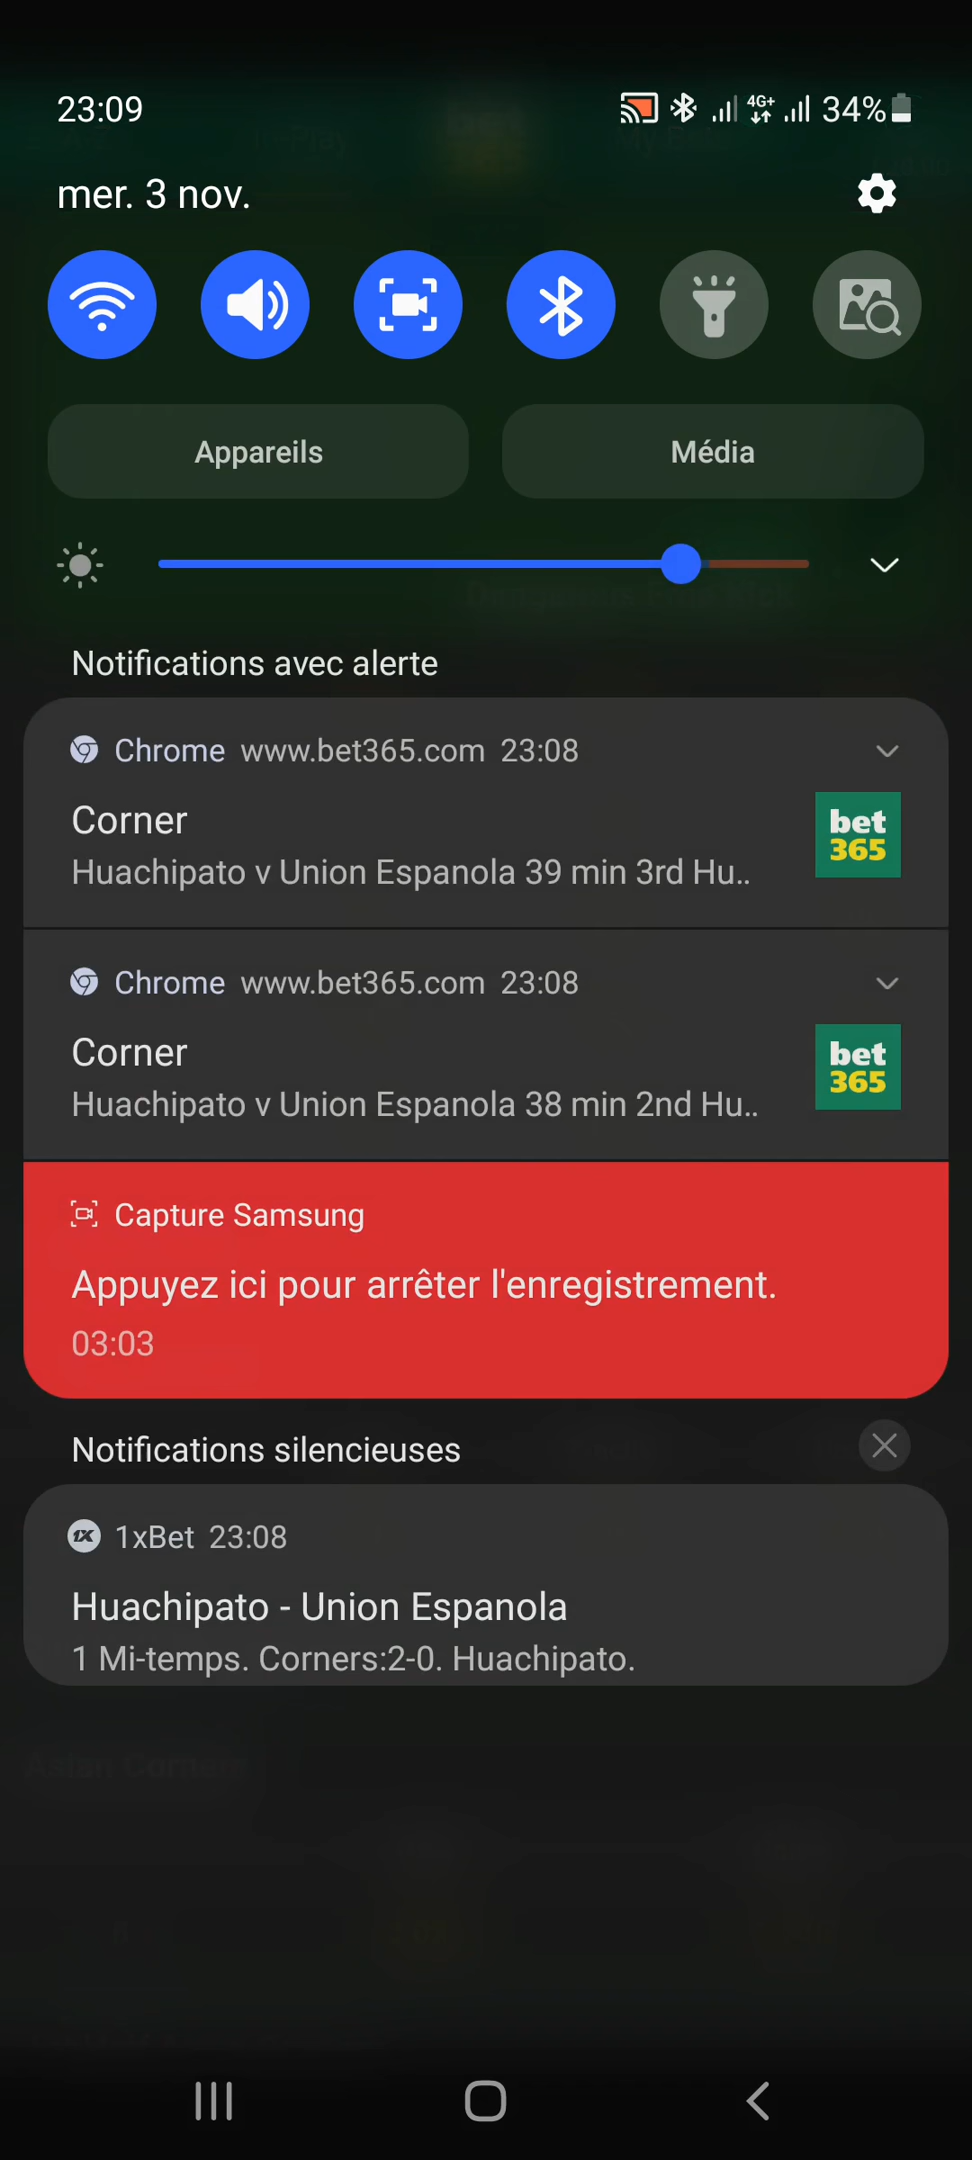 23:09
4G+
34%
mer. 3 nov.
Appareils
Média
Notifications avec alerte
Chrome www.bet365.com 23:08
Corner
Huachipato v Union Espanola 39 min 3rd Hu..
bet
365
Chrome www.bet365.com 23:08
Corner
Huachipato v Union Espanola 38 min 2nd Hu..
bet
365
Capture Samsung
Appuyez ici pour arrêter l'enregistrement.
03:03
Notifications silencieuses
1X
1xBet 23:08
Huachipato - Union Espanola
1 Mi-temps. Corners:2-0. Huachipato.